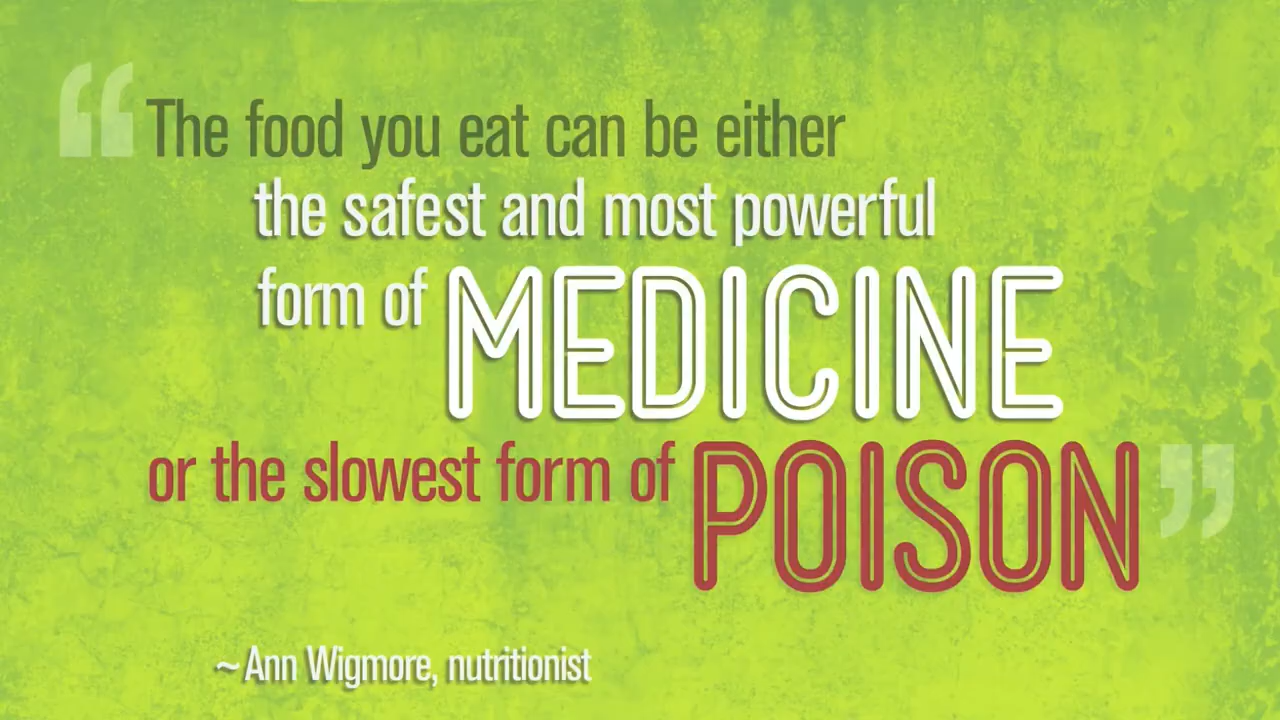 “The food you eat can be either
the safest and most powerful
form of MEDICINE
or the slowest form of POISON”
~Ann Wigmore, nutritionist